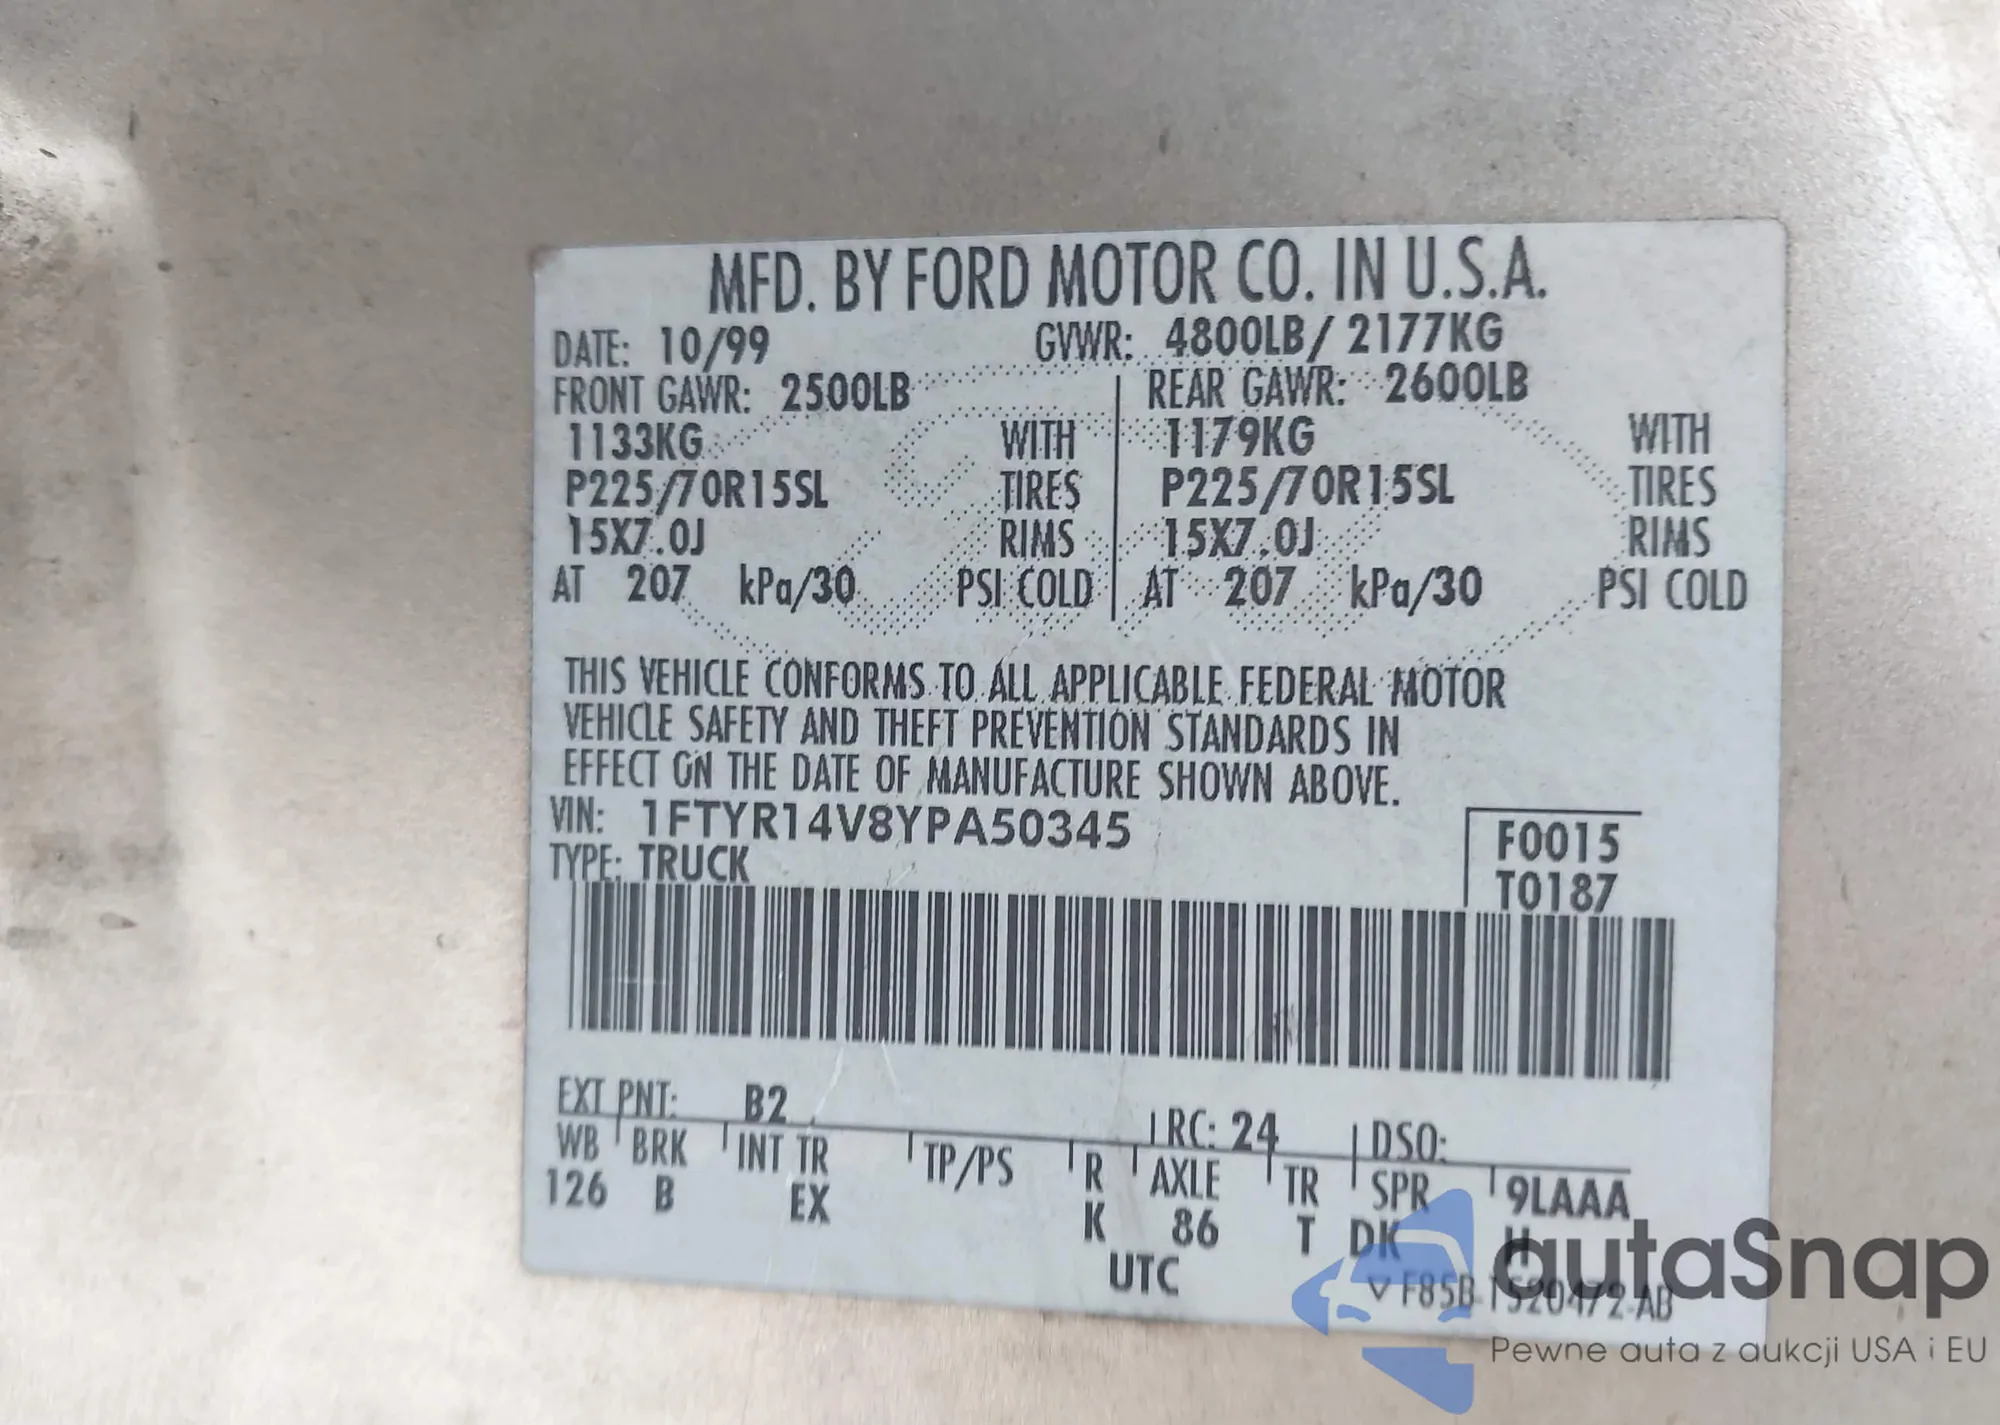 MFD. BY FORD MOTOR CO. IN U.S.A.
DATE: 10/99 GVWR: 4800LB/ 2177KG
FRONT GAWR: 2500LB REAR GAWR: 2600LB
1133KG WITH 1179KG WITH
P225/70R15SL TIRES P225/70R15SL TIRES
15X7.0J RIMS 15X7.0J RIMS
AT 207 kPa/30 PSI COLD AT 207 kPa/30 PSI COLD
THIS VEHICLE CONFORMS TO ALL APPLICABLE FEDERAL MOTOR
VEHICLE SAFETY AND THEFT PREVENTION STANDARDS IN
EFFECT ON THE DATE OF MANUFACTURE SHOWN ABOVE.
VIN: 1FTYR14V8YPA50345 F0015
TYPE: TRUCK T0187
EXT PNT: B2 RC: 24 DSO:
WB BRK INT TR TP/PS R AXLE TR SPR 9LAAA
126 B EX K 86 T DK H
UTC
F85B-1520472-AB
autaSnap
Pewne auta z aukcji USA i EU